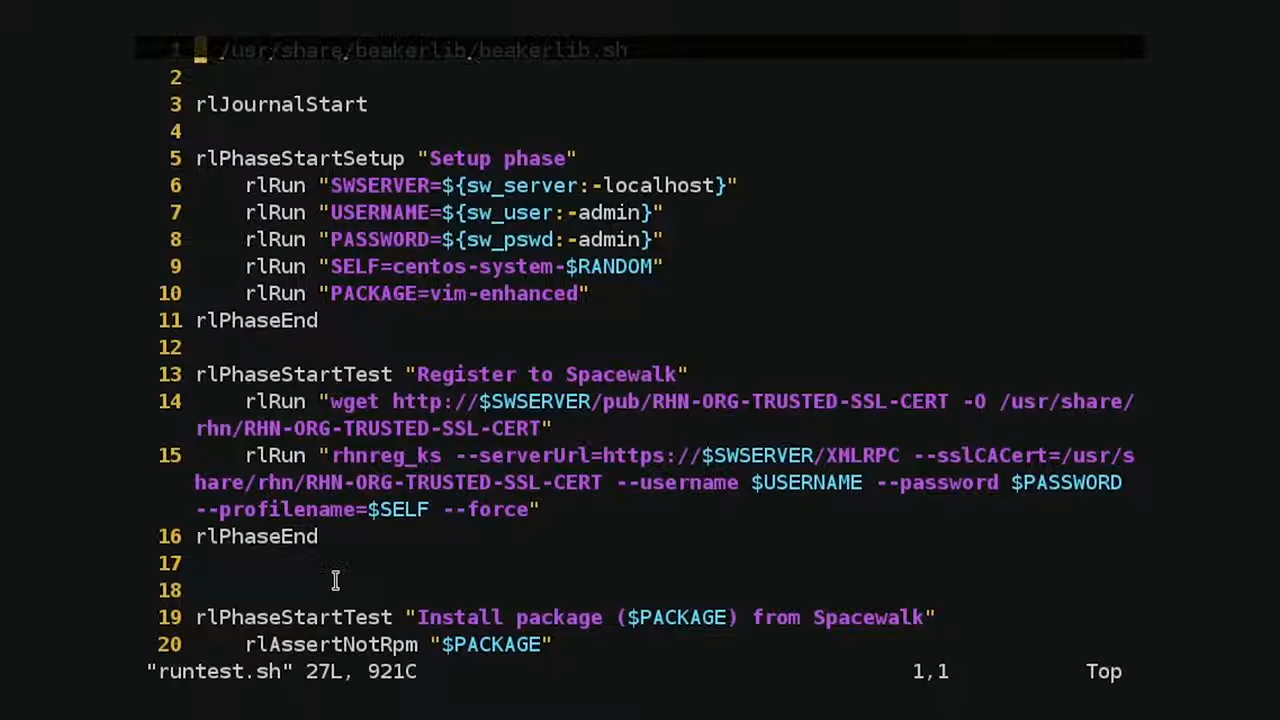 1 . /usr/share/beakerlib/beakerlib.sh
2
3 rlJournalStart
4
5 rlPhaseStartSetup "Setup phase"
6     rlRun "SWSERVER=${sw_server:-localhost}"
7     rlRun "USERNAME=${sw_user:-admin}"
8     rlRun "PASSWORD=${sw_pswd:-admin}"
9     rlRun "SELF=centos-system-$RANDOM"
10     rlRun "PACKAGE=vim-enhanced"
11 rlPhaseEnd
12
13 rlPhaseStartTest "Register to Spacewalk"
14     rlRun "wget http://$SWSERVER/pub/RHN-ORG-TRUSTED-SSL-CERT -O /usr/share/
rhn/RHN-ORG-TRUSTED-SSL-CERT"
15     rlRun "rhnreg_ks --serverUrl=https://$SWSERVER/XMLRPC --sslCACert=/usr/s
hare/rhn/RHN-ORG-TRUSTED-SSL-CERT --username $USERNAME --password $PASSWORD
--profilename=$SELF --force"
16 rlPhaseEnd
17
18
19 rlPhaseStartTest "Install package ($PACKAGE) from Spacewalk"
20     rlAssertNotRpm "$PACKAGE"
"runtest.sh" 27L, 921C 1,1 Top